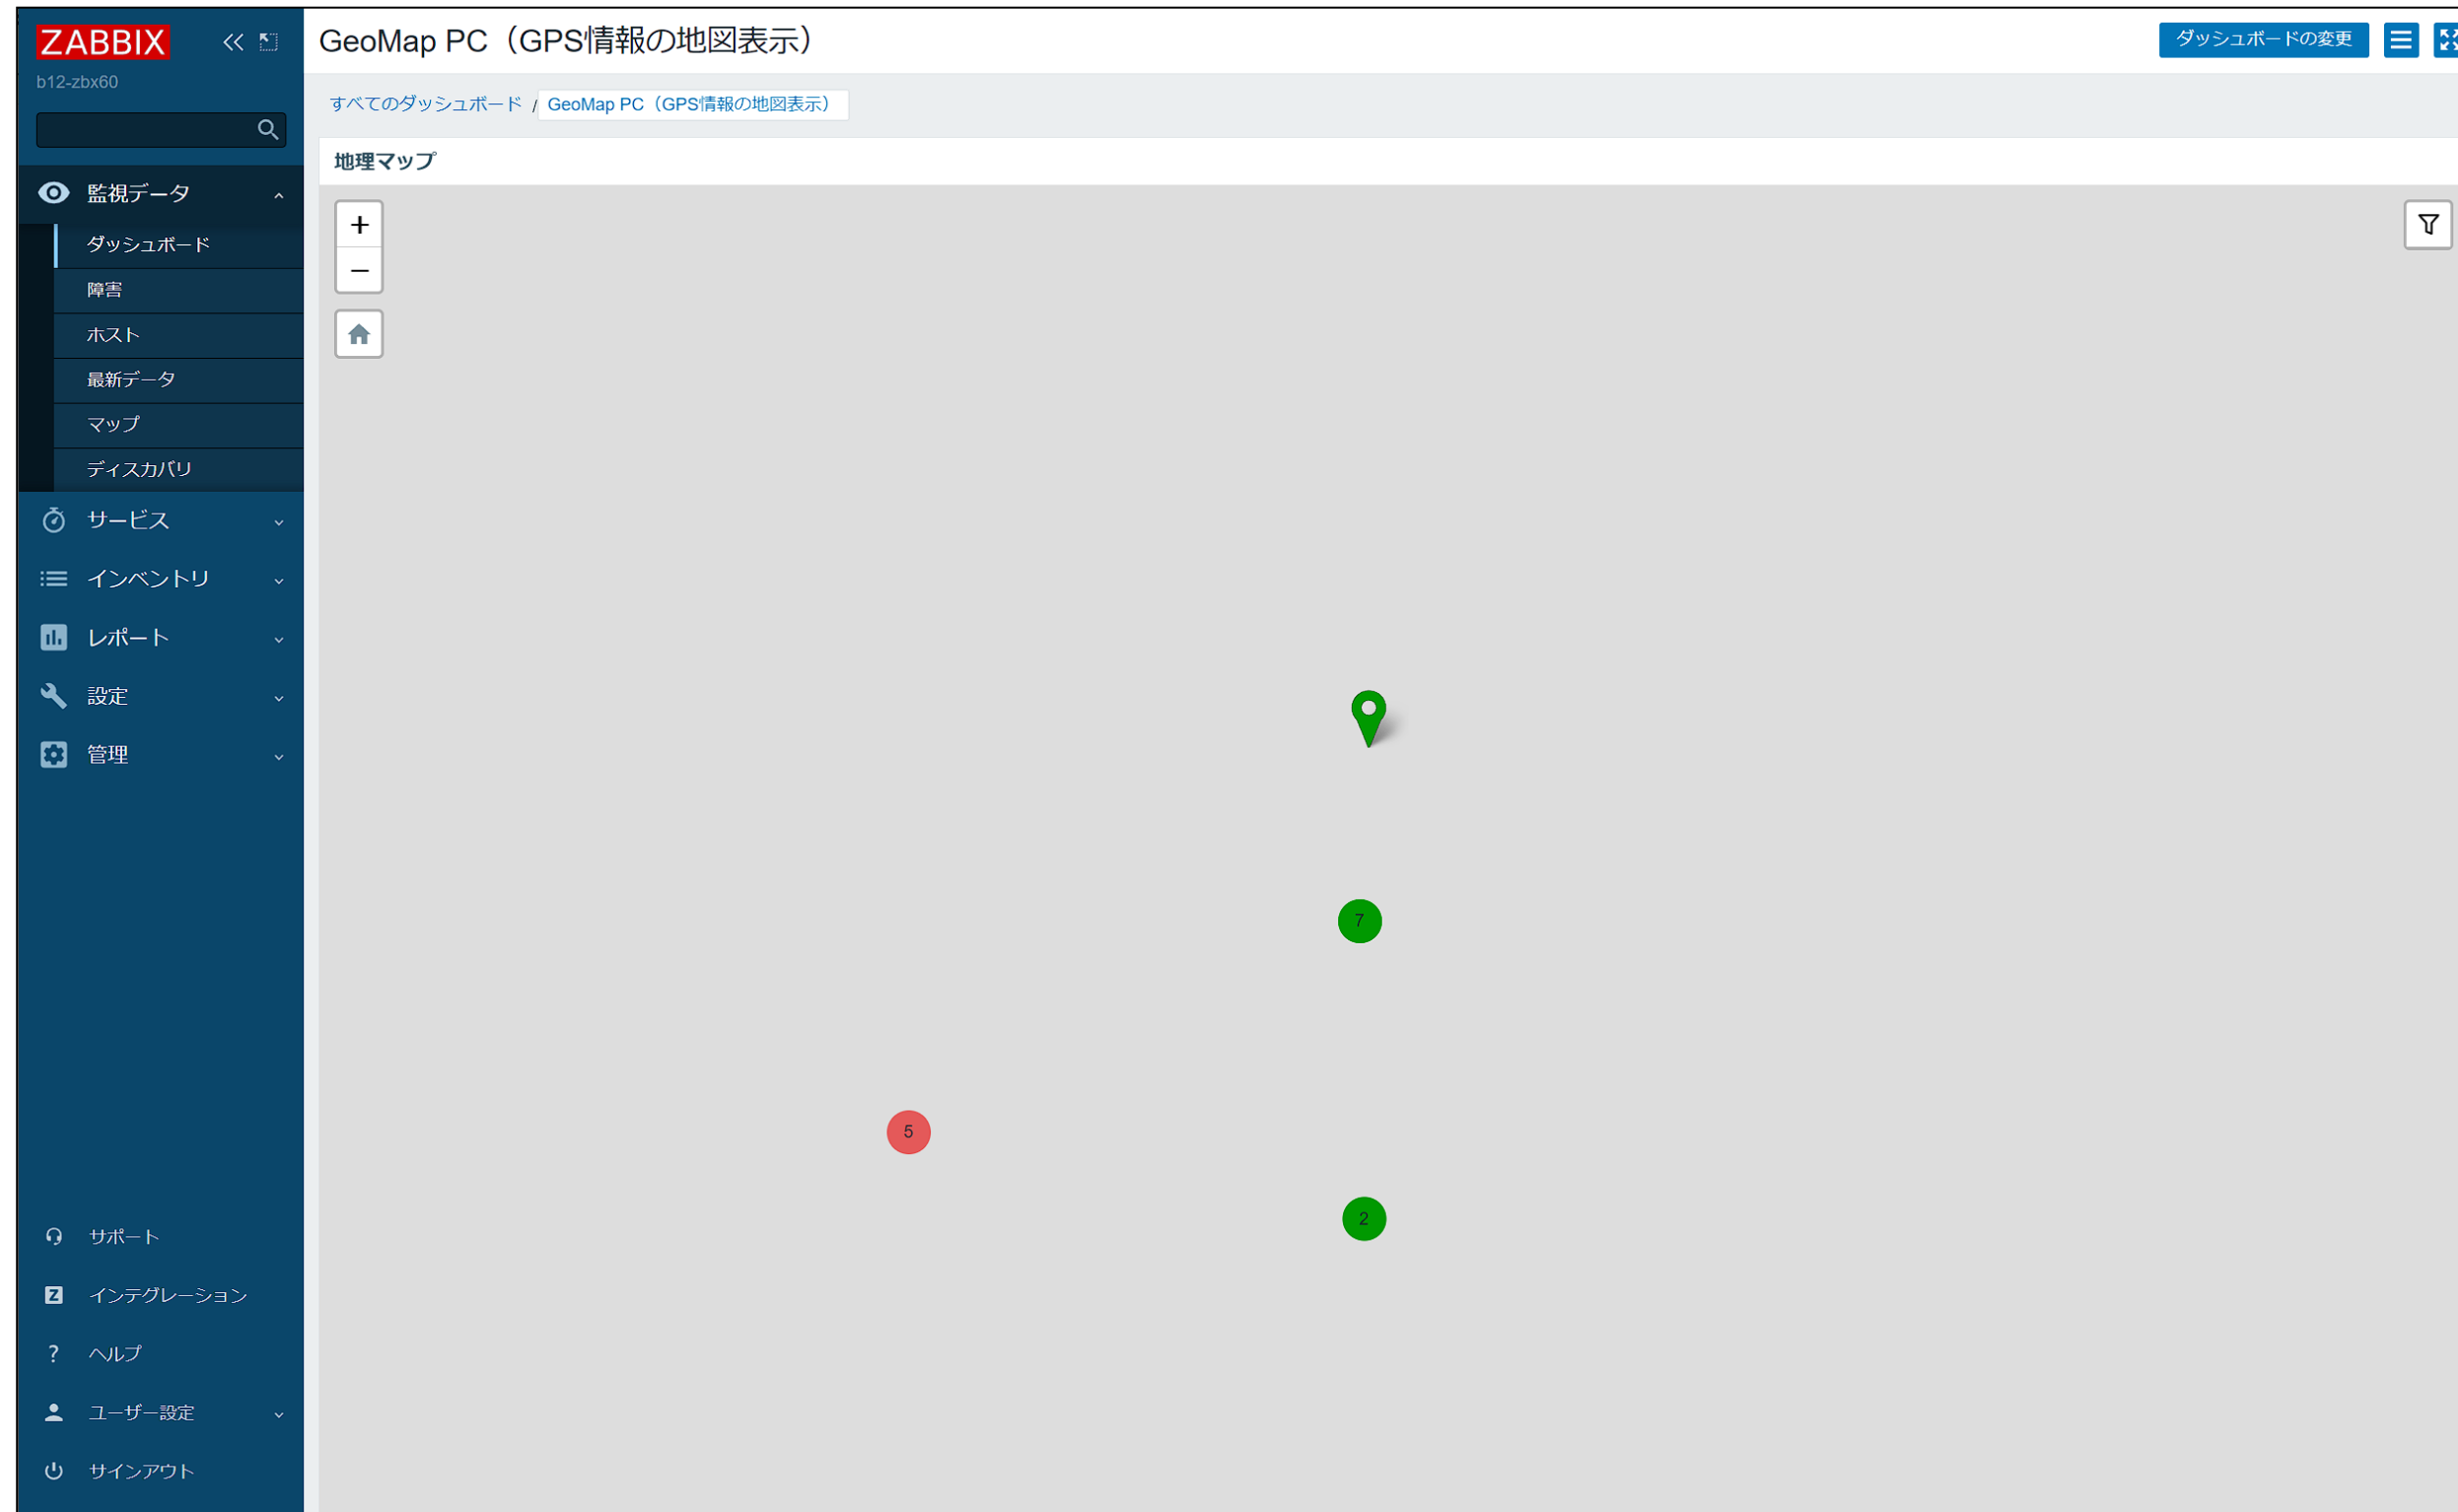 ZABBIX
b12-zbx60
監視データ
ダッシュボード
障害
ホスト
最新データ
マップ
ディスカバリ
サービス
インベントリ
レポート
設定
管理
サポート
Z インテグレーション
? ヘルプ
ユーザー設定
サインアウト
GeoMap PC（GPS情報の地図表示）
ダッシュボードの変更
すべてのダッシュボード / GeoMap PC（GPS情報の地図表示）
地理マップ
+
−
7
5
2